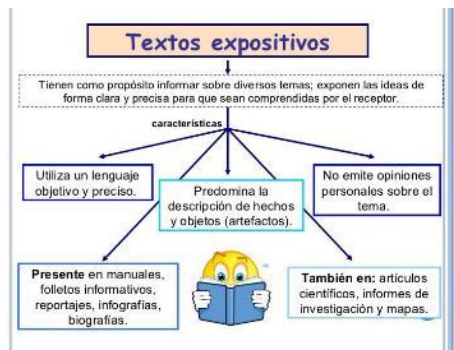 Textos expositivos
Tienen como propósito informar sobre diversos temas; exponen las ideas de
forma clara y precisa para que sean comprendidas por el receptor.
características
Utiliza un lenguaje
objetivo y preciso.
Predomina la
descripción de hechos
y objetos (artefactos).
No emite opiniones
personales sobre el
tema.
Presente en manuales,
folletos informativos,
reportajes, infografías,
biografías.
También en: artículos
científicos, informes de
investigación y mapas.